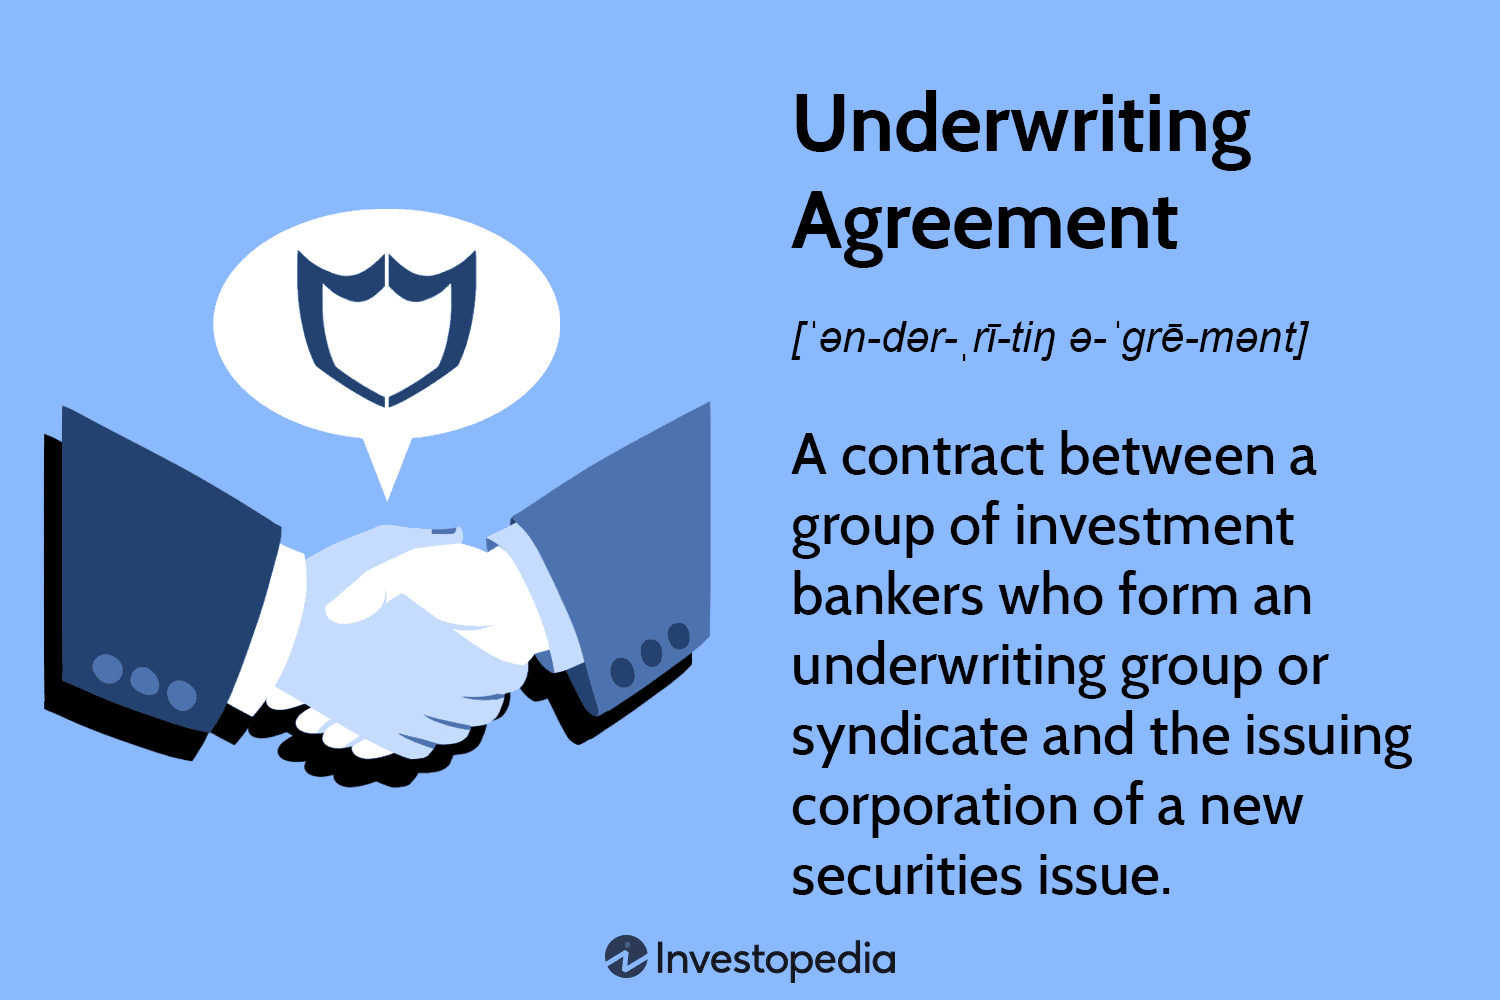 Underwriting
Agreement
[ˈən-dər-ˌrī-tiŋ ə-ˈgrē-mənt]
A contract between a
group of investment
bankers who form an
underwriting group or
syndicate and the issuing
corporation of a new
securities issue.
Investopedia